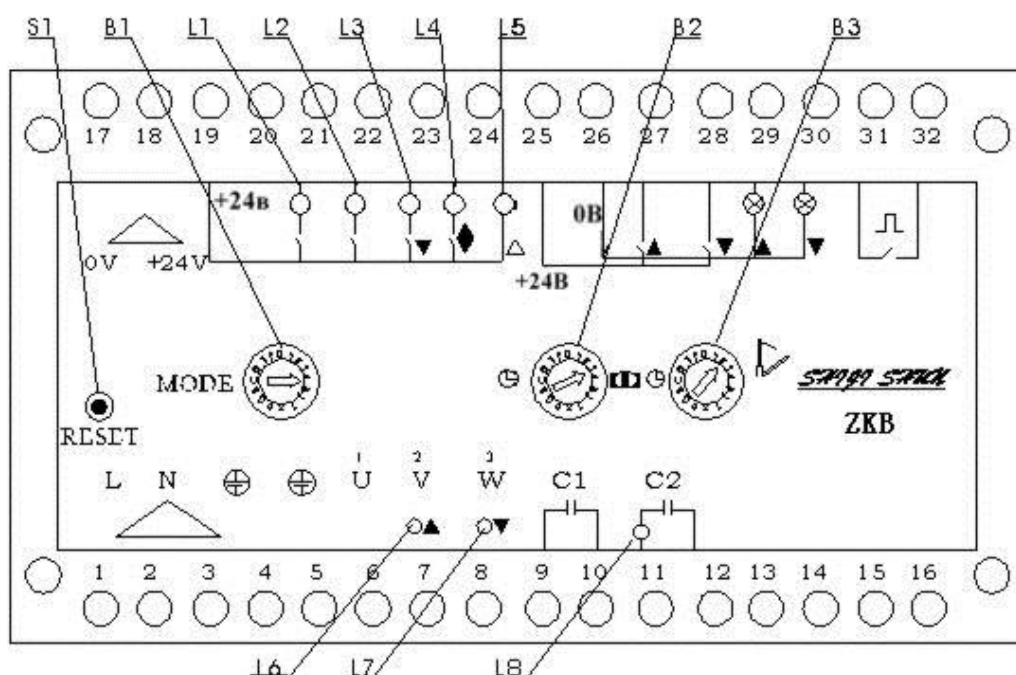 S1 B1 L1 L2 L3 L4 L5 B2 B3
17 18 19 20 21 22 23 24 25 26 27 28 29 30 31 32
+24в 0В
0V +24V
+24В
MODE
RESET ZKB
1 2 3
L N U V W C1 C2
1 2 3 4 5 6 7 8 9 10 11 12 13 14 15 16
L6 L7 L8